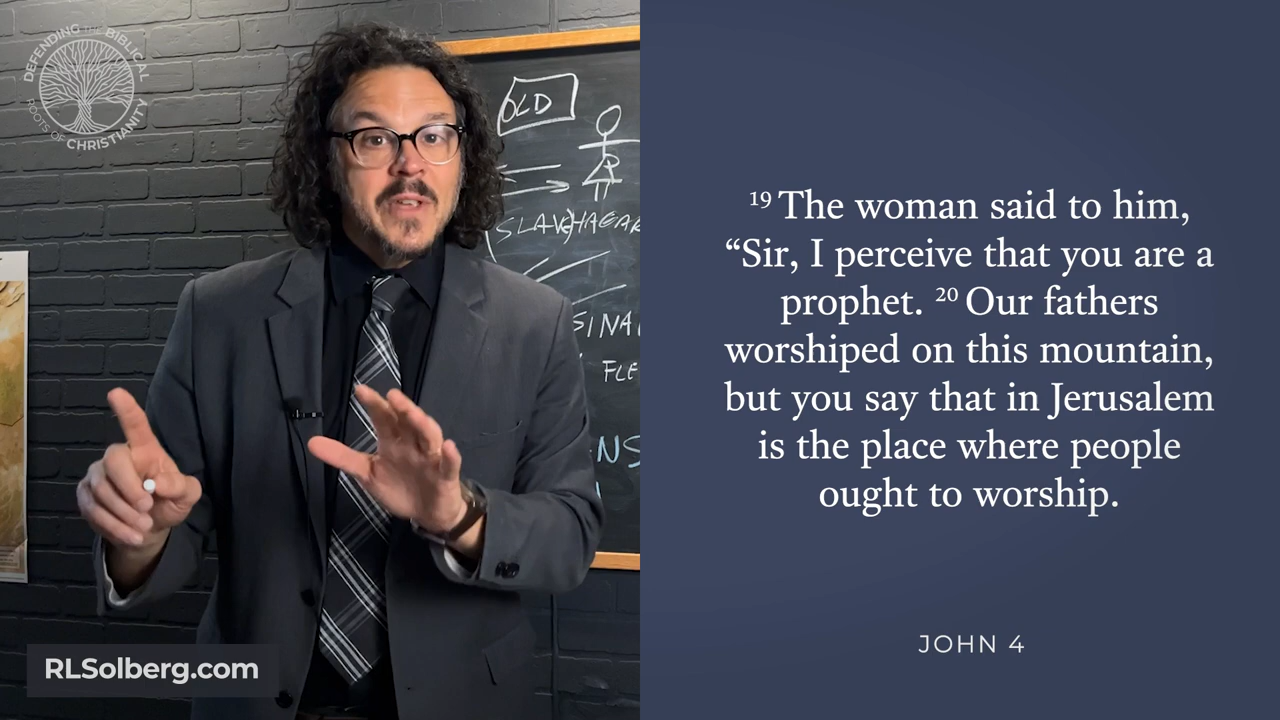 DEFENDING THE BIBLICAL
ROOTS OF CHRISTIANITY
OLD
SLAVE
HAGAR
SINAI
RLSolberg.com
¹⁹ The woman said to him,
“Sir, I perceive that you are a
prophet. ²⁰ Our fathers
worshiped on this mountain,
but you say that in Jerusalem
is the place where people
ought to worship.
JOHN 4